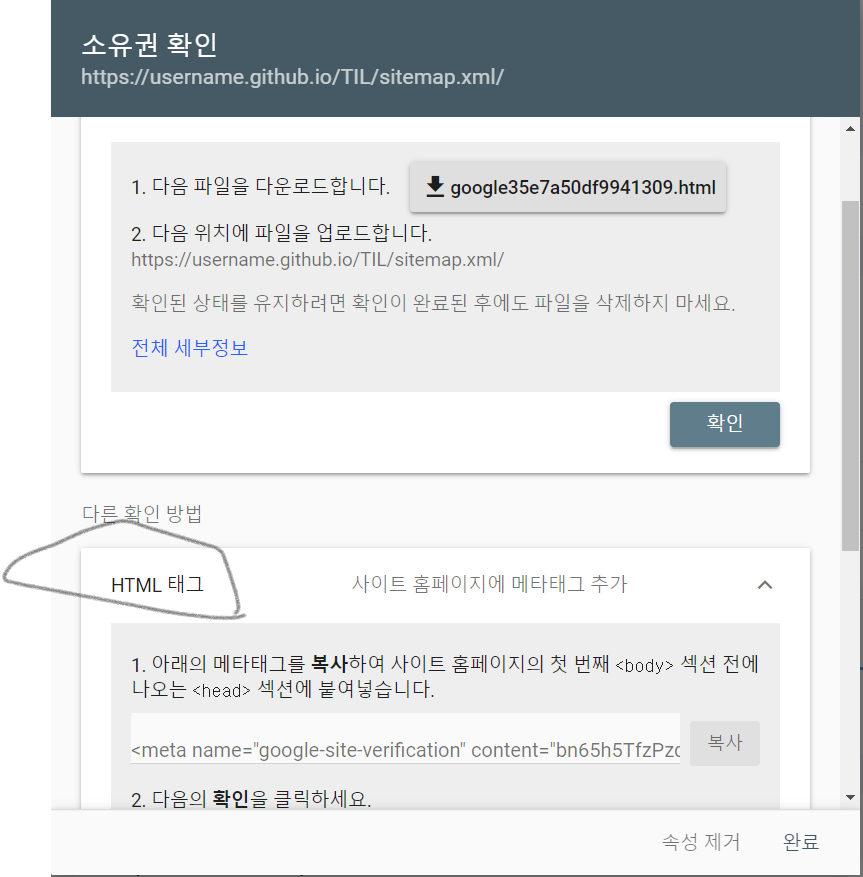 소유권 확인
https://username.github.io/TIL/sitemap.xml/
1. 다음 파일을 다운로드합니다.
google35e7a50df9941309.html
2. 다음 위치에 파일을 업로드합니다.
https://username.github.io/TIL/sitemap.xml/
확인된 상태를 유지하려면 확인이 완료된 후에도 파일을 삭제하지 마세요.
전체 세부정보
확인
다른 확인 방법
HTML 태그
사이트 홈페이지에 메타태그 추가
1. 아래의 메타태그를 복사하여 사이트 홈페이지의 첫 번째 <body> 섹션 전에
나오는 <head> 섹션에 붙여넣습니다.
<meta name="google-site-verification" content="bn65h5TfzPz
복사
2. 다음의 확인을 클릭하세요.
속성 제거
완료